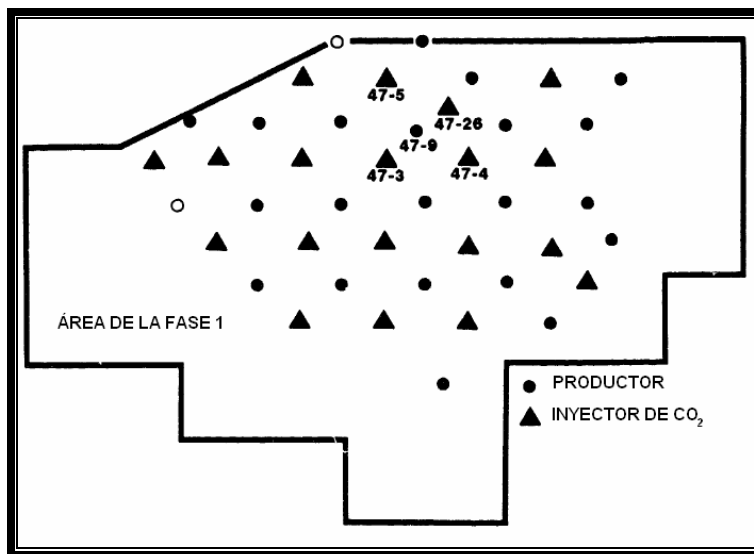 47-5
47-26
47-9
47-3
47-4
ÁREA DE LA FASE 1
PRODUCTOR
INYECTOR DE CO₂